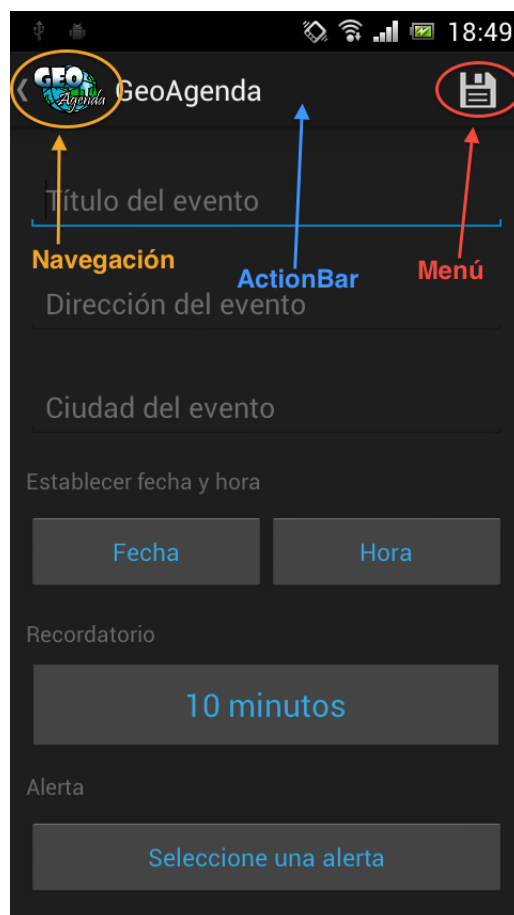 18:49
GEO
Agenda
GeoAgenda
Título del evento
Navegación
ActionBar
Menú
Dirección del evento
Ciudad del evento
Establecer fecha y hora
Fecha Hora
Recordatorio
10 minutos
Alerta
Seleccione una alerta